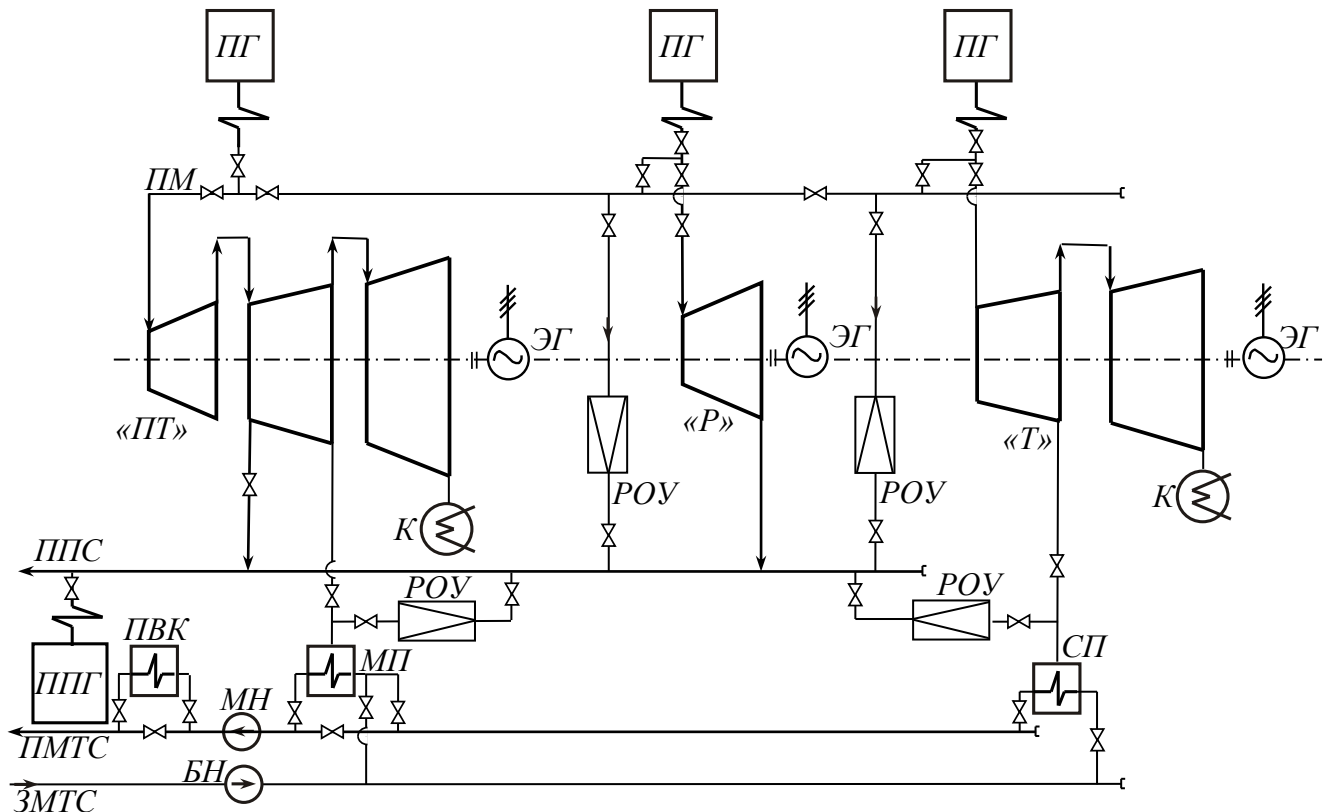 ПГ
ПГ
ПГ
ПМ
ЭГ
ЭГ
ЭГ
«ПТ»
«Р»
«Т»
РОУ
РОУ
К
К
ППС
РОУ
РОУ
ПВК
МП
СП
ППГ
МН
ПМТС
БН
ЗМТС